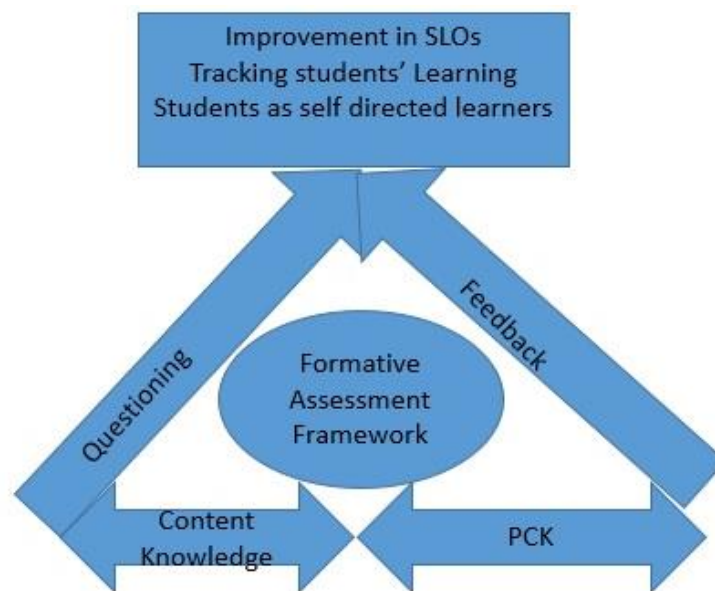 Improvement in SLOs
Tracking students' Learning
Students as self directed learners
Questioning
Feedback
Formative
Assessment
Framework
Content
Knowledge
PCK